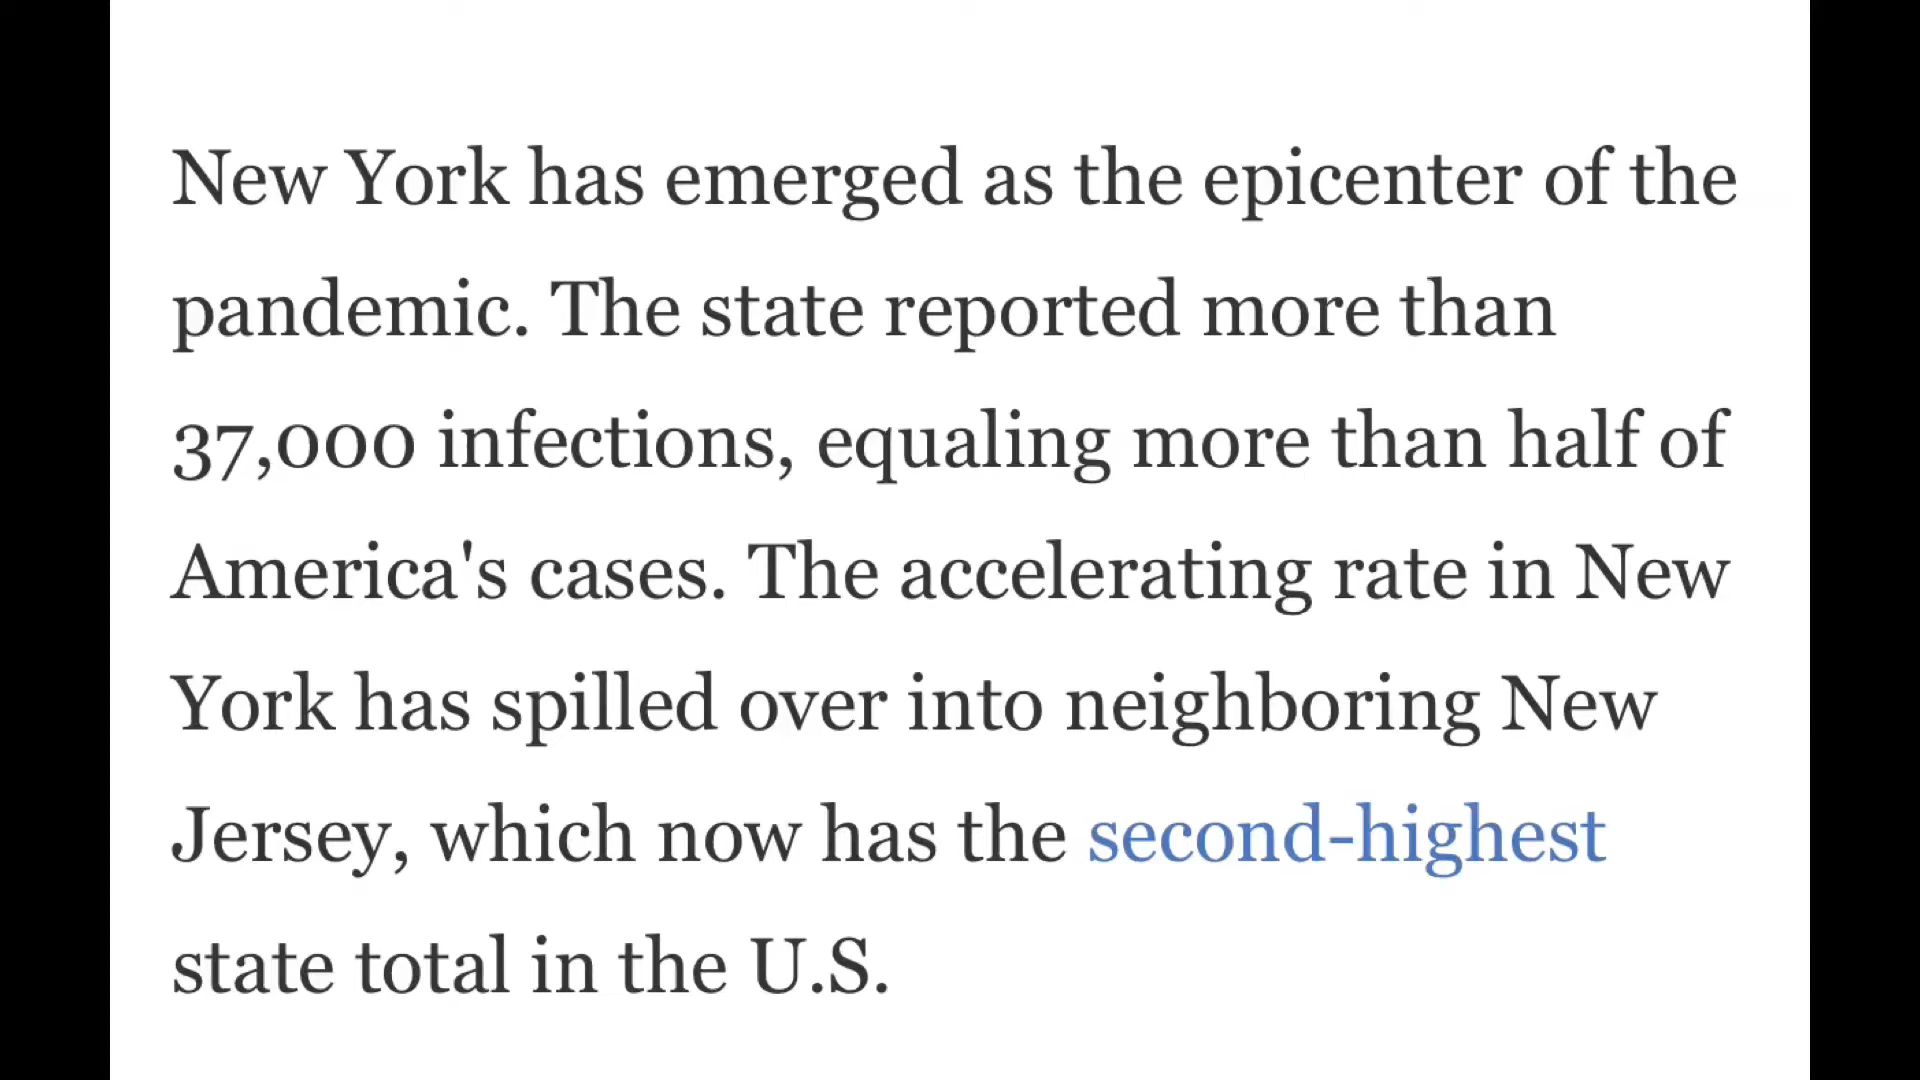 New York has emerged as the epicenter of the
pandemic. The state reported more than
37,000 infections, equaling more than half of
America's cases. The accelerating rate in New
York has spilled over into neighboring New
Jersey, which now has the second-highest
state total in the U.S.